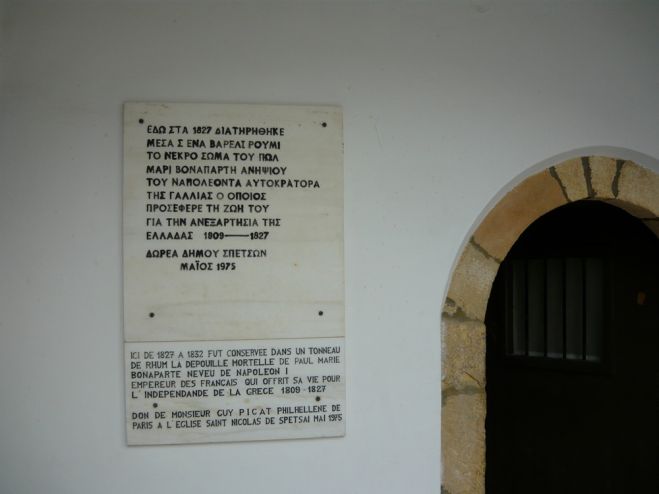 ΕΔΩ ΣΤΑ 1827 ΔΙΑΤΗΡΗΘΗΚΕ
ΜΕΣΑ Σ ΕΝΑ ΒΑΡΕΛΙ ΡΟΥΜΙ
ΤΟ ΝΕΚΡΟ ΣΩΜΑ ΤΟΥ ΠΩΛ
ΜΑΡΙ ΒΟΝΑΠΑΡΤΗ ΑΝΗΨΙΟΥ
ΤΟΥ ΝΑΠΟΛΕΟΝΤΑ ΑΥΤΟΚΡΑΤΟΡΑ
ΤΗΣ ΓΑΛΛΙΑΣ Ο ΟΠΟΙΟΣ
ΠΡΟΣΕΦΕΡΕ ΤΗ ΖΩΗ ΤΟΥ
ΓΙΑ ΤΗΝ ΑΝΕΞΑΡΤΗΣΙΑ ΤΗΣ
ΕΛΛΑΔΑΣ 1809—1827
ΔΩΡΕΑ ΔΗΜΟΥ ΣΠΕΤΣΩΝ
ΜΑΪΟΣ 1975
ICI DE 1827 A 1832 FUT CONSERVEE DANS UN TONNEAU
DE RHUM LA DEPOUILLE MORTELLE DE PAUL MARIE
BONAPARTE NEVEU DE NAPOLEON I
EMPEREUR DES FRANCAIS QUI OFFRIT SA VIE POUR
L'INDEPENDANCE DE LA GRECE 1809-1827
DON DE MONSIEUR GUY PICAT PHILHELLENE DE
PARIS A L'EGLISE SAINT NICOLAS DE SPETSAI MAI 1975